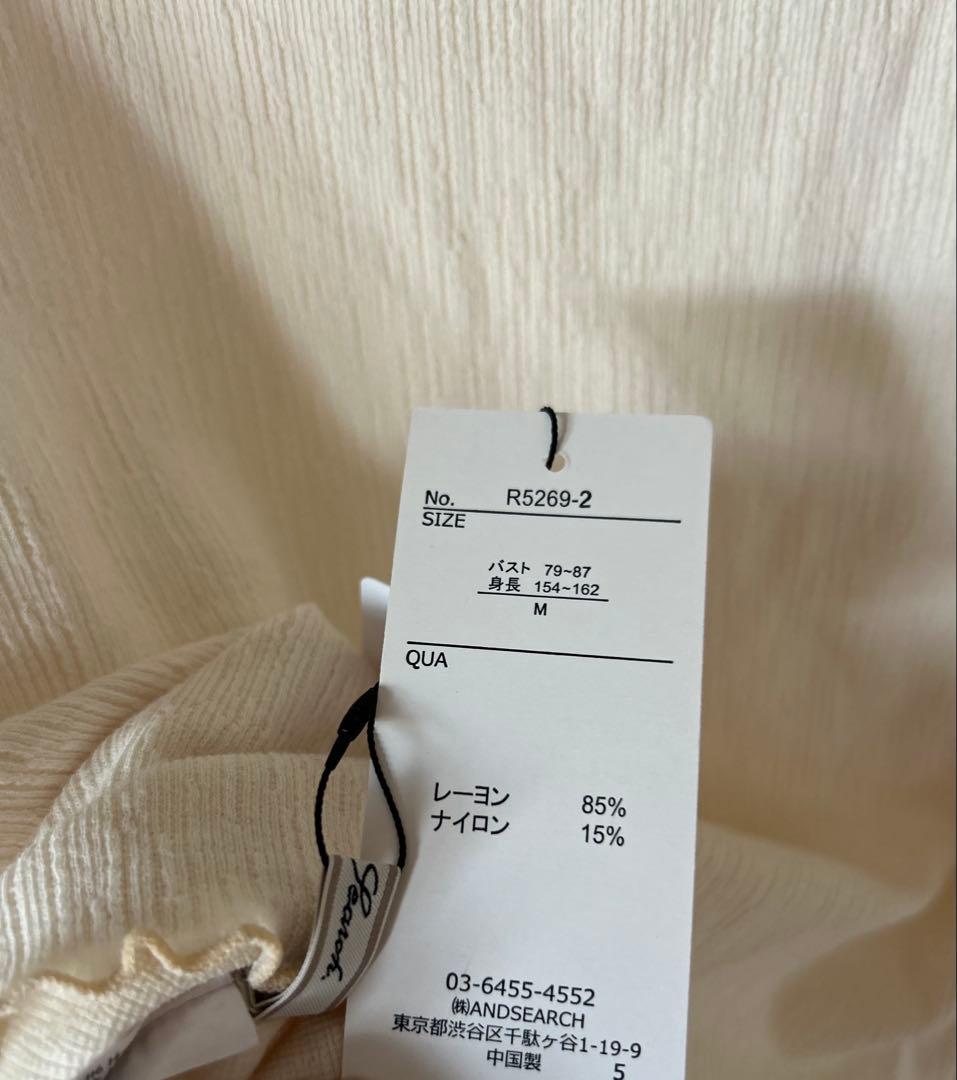 No. R5269-2
SIZE
バスト 79~87
身長 154~162
M
QUA
レーヨン 85%
ナイロン 15%
03-6455-4552
㈱ANDSEARCH
東京都渋谷区千駄ヶ谷1-19-9
中国製 5
Search.